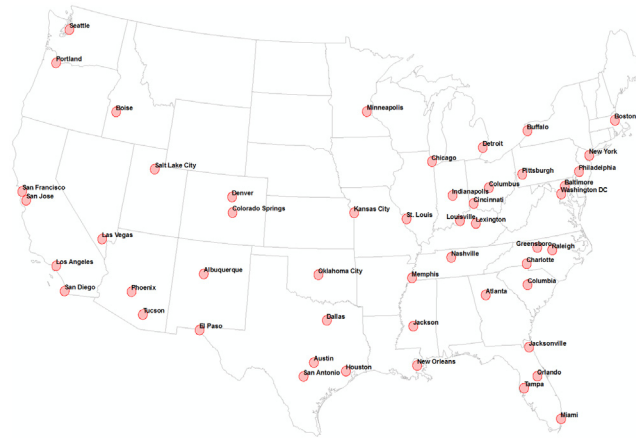 Seattle
Portland
Boise
Minneapolis
Boston
Buffalo
Detroit
New York
Chicago
Salt Lake City
Pittsburgh
Philadelphia
Columbus
Baltimore
San Francisco
Denver
Indianapolis
Washington DC
San Jose
Cincinnati
Colorado Springs
Kansas City
St. Louis
Louisville
Lexington
Las Vegas
Greensboro
Raleigh
Nashville
Los Angeles
Charlotte
Albuquerque
Oklahoma City
Memphis
San Diego
Phoenix
Columbia
Atlanta
Tucson
Dallas
El Paso
Jackson
Jacksonville
Austin
New Orleans
San Antonio
Houston
Orlando
Tampa
Miami